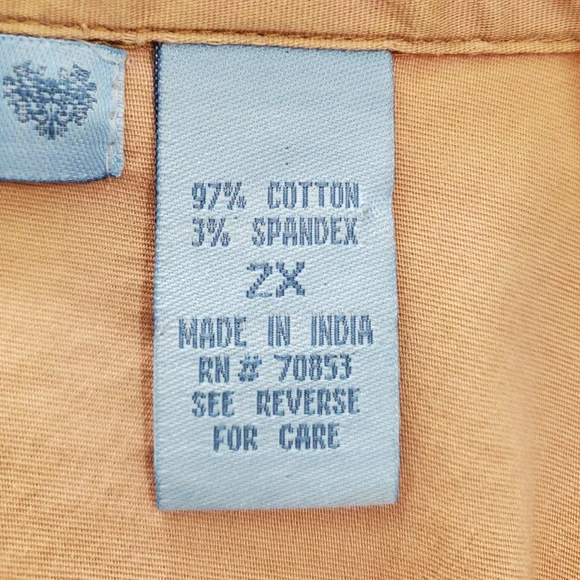 97% COTTON
3% SPANDEX
2X
MADE IN INDIA
RN # 70853
SEE REVERSE
FOR CARE